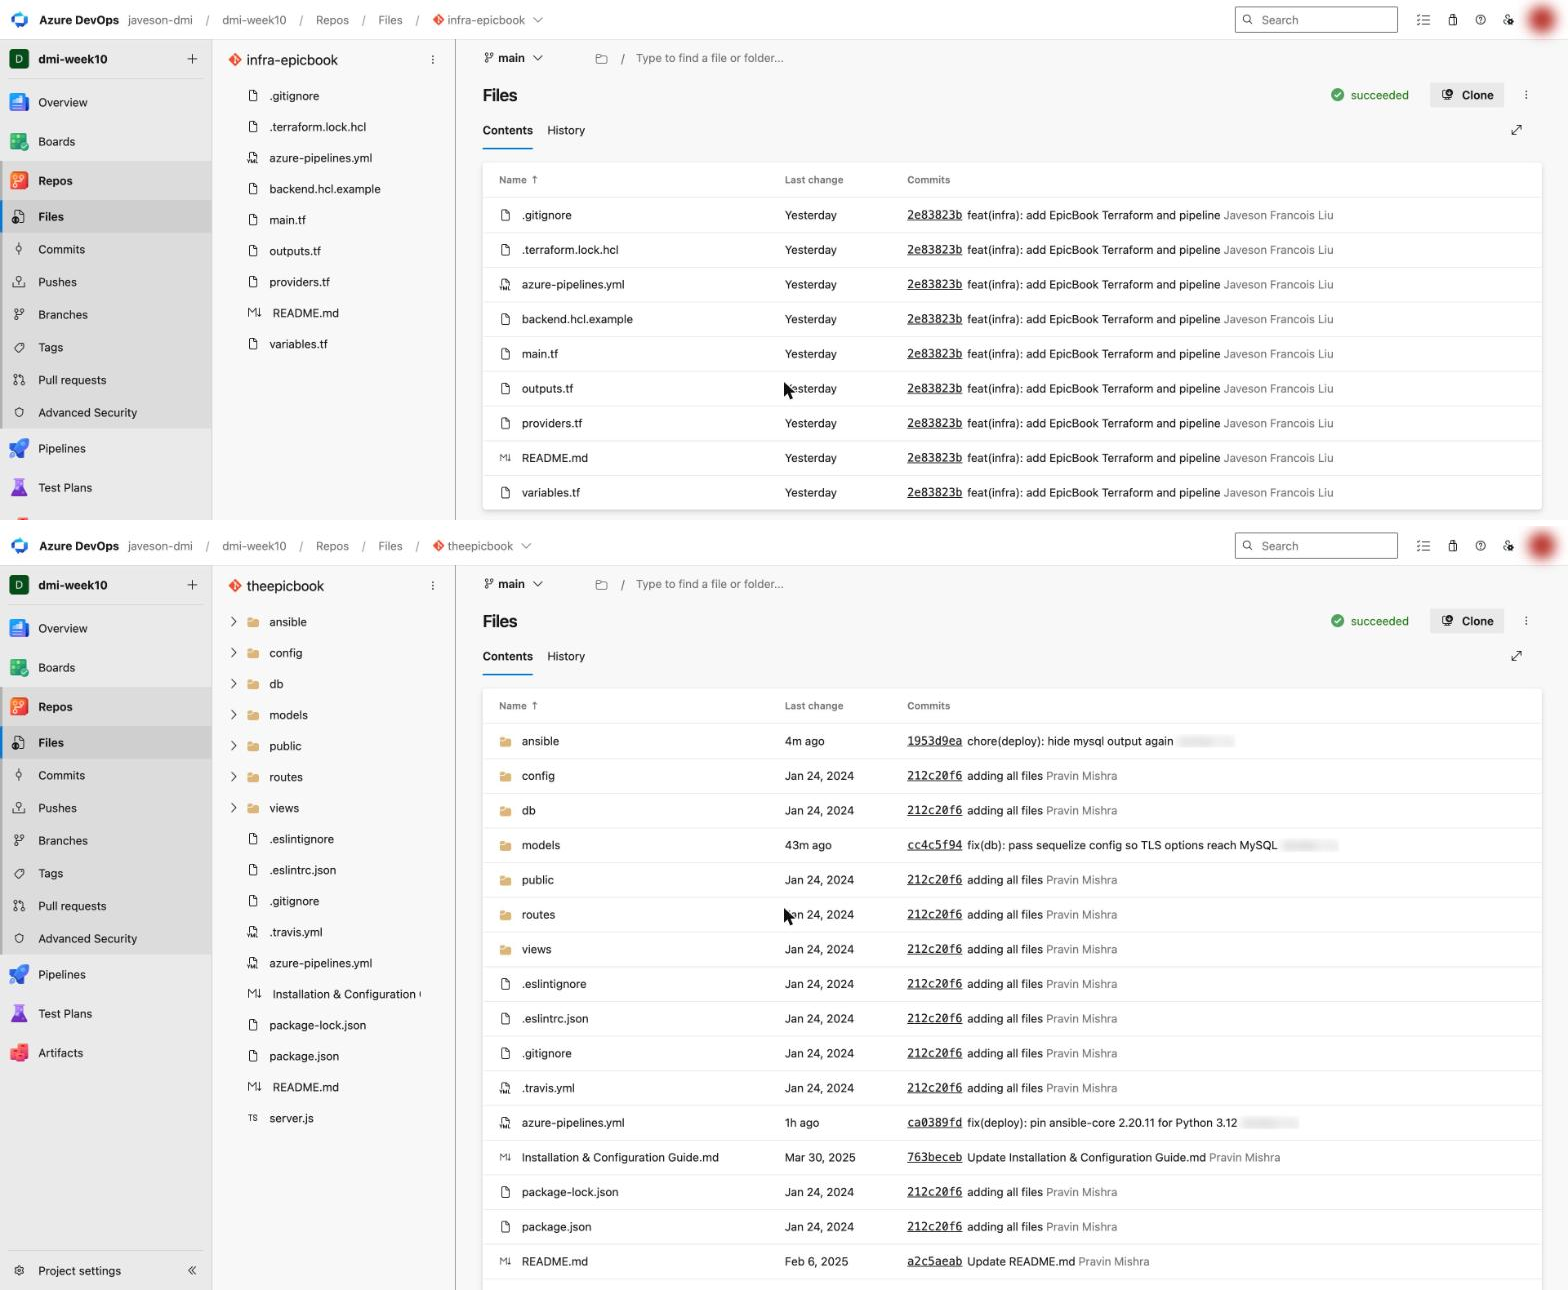 Azure DevOps javeson-dmi / dmi-week10 / Repos / Files / infra-epicbook Search
D dmi-week10 +
Overview
Boards
Repos
Files
Commits
Pushes
Branches
Tags
Pull requests
Advanced Security
Pipelines
Test Plans
infra-epicbook
.gitignore
.terraform.lock.hcl
azure-pipelines.yml
backend.hcl.example
main.tf
outputs.tf
providers.tf
README.md
variables.tf
main / Type to find a file or folder...
Files succeeded Clone
Contents History
Name ↑ Last change Commits
.gitignore Yesterday 2e83823b feat(infra): add EpicBook Terraform and pipeline Javeson Francois Liu
.terraform.lock.hcl Yesterday 2e83823b feat(infra): add EpicBook Terraform and pipeline Javeson Francois Liu
azure-pipelines.yml Yesterday 2e83823b feat(infra): add EpicBook Terraform and pipeline Javeson Francois Liu
backend.hcl.example Yesterday 2e83823b feat(infra): add EpicBook Terraform and pipeline Javeson Francois Liu
main.tf Yesterday 2e83823b feat(infra): add EpicBook Terraform and pipeline Javeson Francois Liu
outputs.tf Yesterday 2e83823b feat(infra): add EpicBook Terraform and pipeline Javeson Francois Liu
providers.tf Yesterday 2e83823b feat(infra): add EpicBook Terraform and pipeline Javeson Francois Liu
README.md Yesterday 2e83823b feat(infra): add EpicBook Terraform and pipeline Javeson Francois Liu
variables.tf Yesterday 2e83823b feat(infra): add EpicBook Terraform and pipeline Javeson Francois Liu
Azure DevOps javeson-dmi / dmi-week10 / Repos / Files / theepicbook Search
D dmi-week10 +
Overview
Boards
Repos
Files
Commits
Pushes
Branches
Tags
Pull requests
Advanced Security
Pipelines
Test Plans
Artifacts
Project settings
theepicbook
ansible
config
db
models
public
routes
views
.eslintignore
.eslintrc.json
.gitignore
.travis.yml
azure-pipelines.yml
Installation & Configuration
package-lock.json
package.json
README.md
TS server.js
main / Type to find a file or folder...
Files succeeded Clone
Contents History
Name ↑ Last change Commits
ansible 4m ago 1953d9ea chore(deploy): hide mysql output again
config Jan 24, 2024 212c20f6 adding all files Pravin Mishra
db Jan 24, 2024 212c20f6 adding all files Pravin Mishra
models 43m ago cc4c5f94 fix(db): pass sequelize config so TLS options reach MySQL
public Jan 24, 2024 212c20f6 adding all files Pravin Mishra
routes Jan 24, 2024 212c20f6 adding all files Pravin Mishra
views Jan 24, 2024 212c20f6 adding all files Pravin Mishra
.eslintignore Jan 24, 2024 212c20f6 adding all files Pravin Mishra
.eslintrc.json Jan 24, 2024 212c20f6 adding all files Pravin Mishra
.gitignore Jan 24, 2024 212c20f6 adding all files Pravin Mishra
.travis.yml Jan 24, 2024 212c20f6 adding all files Pravin Mishra
azure-pipelines.yml 1h ago ca0389fd fix(deploy): pin ansible-core 2.20.11 for Python 3.12
Installation & Configuration Guide.md Mar 30, 2025 763beceb Update Installation & Configuration Guide.md Pravin Mishra
package-lock.json Jan 24, 2024 212c20f6 adding all files Pravin Mishra
package.json Jan 24, 2024 212c20f6 adding all files Pravin Mishra
README.md Feb 6, 2025 a2c5aeab Update README.md Pravin Mishra